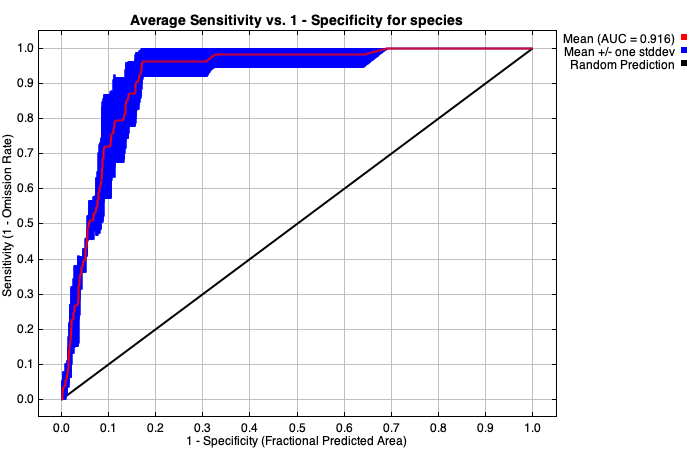 Average Sensitivity vs. 1 - Specificity for species
Mean (AUC = 0.916)
Mean +/- one stddev
Random Prediction
Sensitivity (1 - Omission Rate)
1.0
0.9
0.8
0.7
0.6
0.5
0.4
0.3
0.2
0.1
0.0
0.0 0.1 0.2 0.3 0.4 0.5 0.6 0.7 0.8 0.9 1.0
1 - Specificity (Fractional Predicted Area)